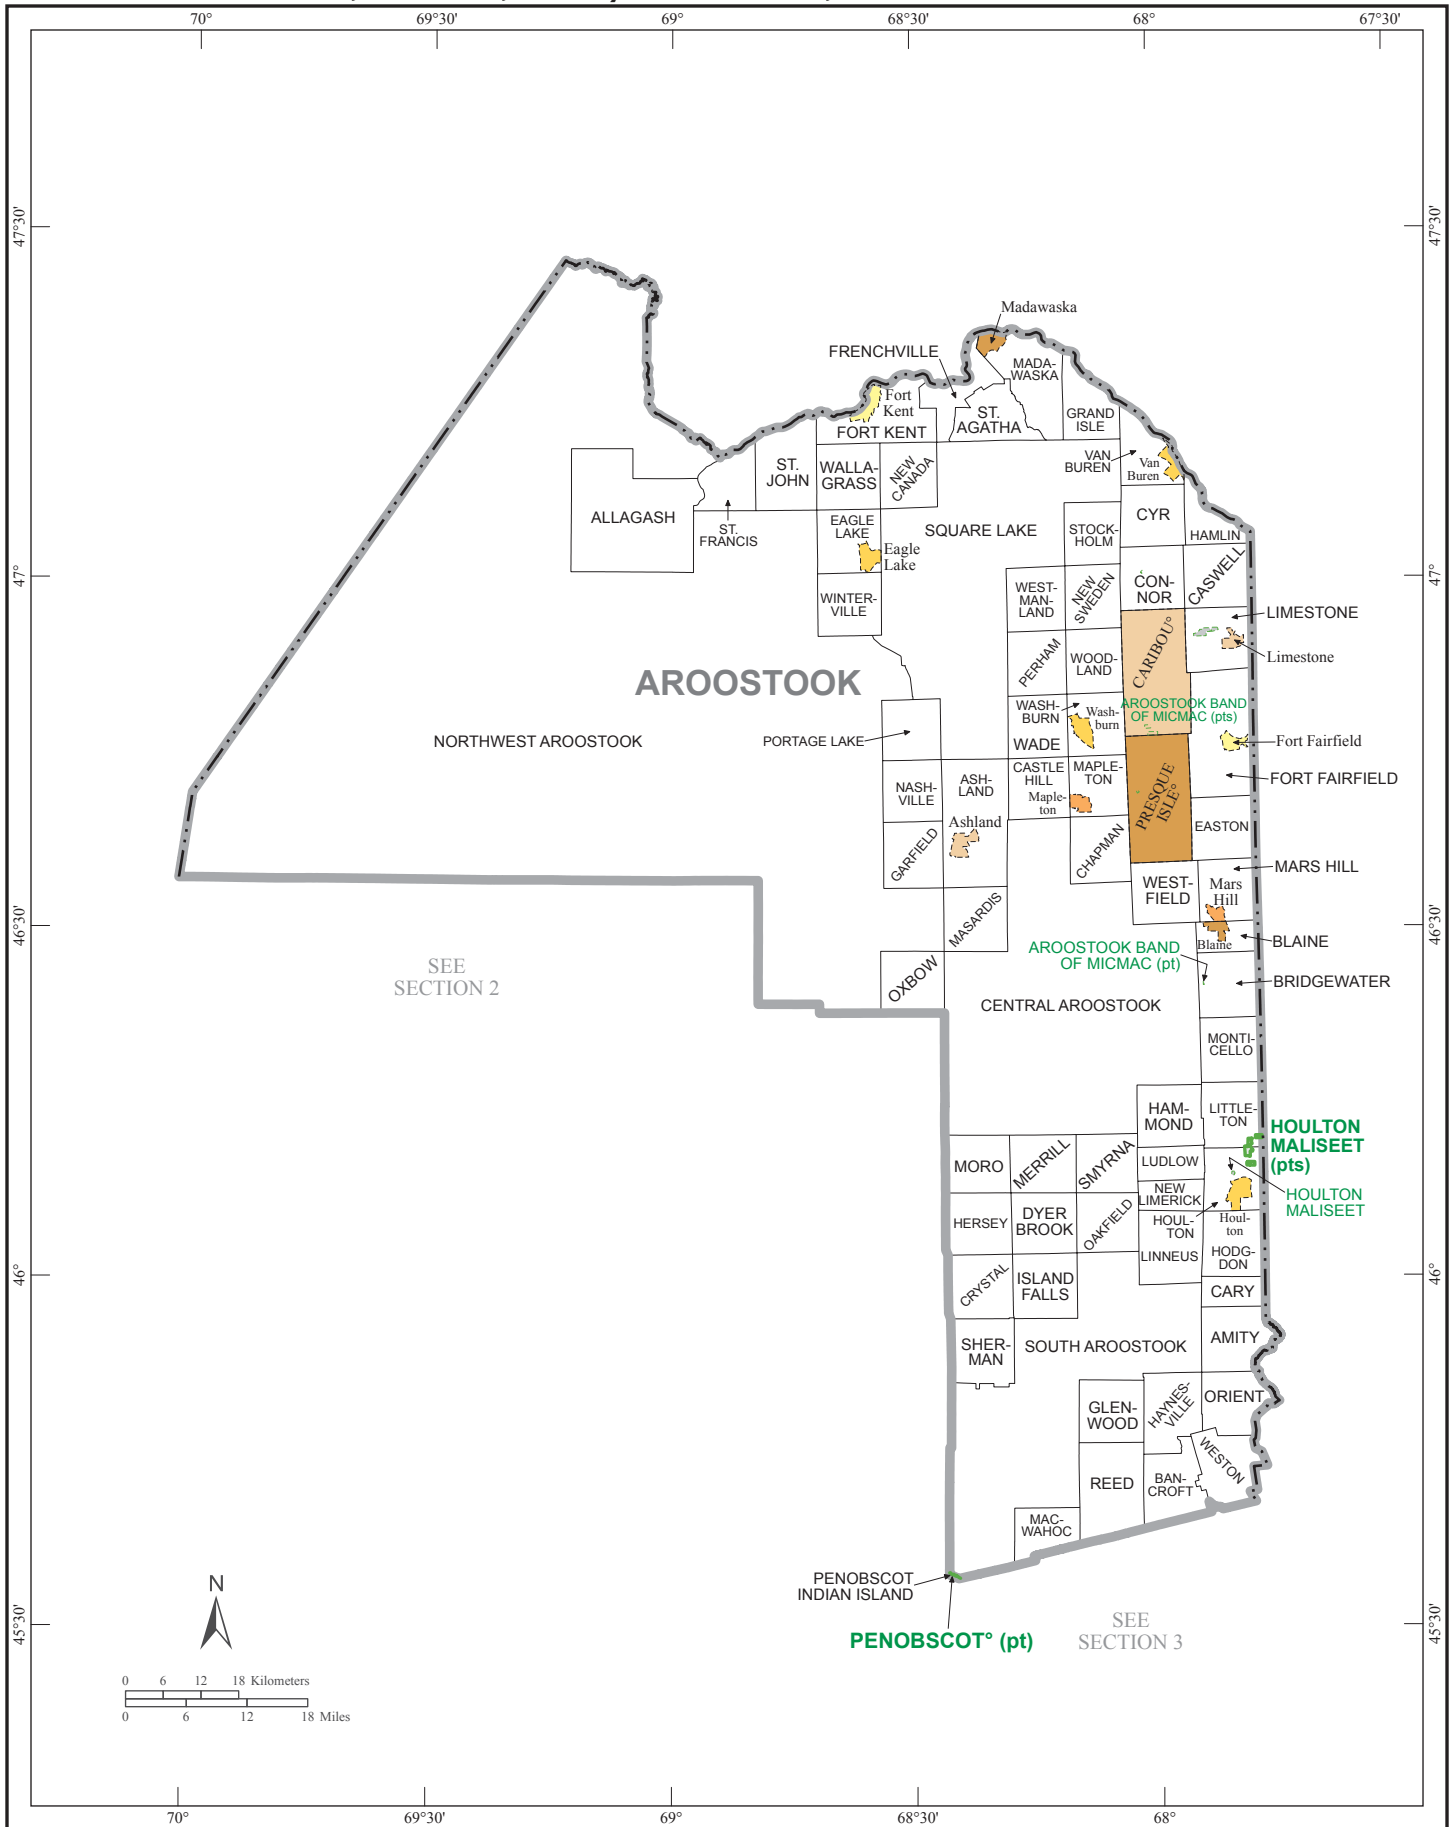 70°
69°30'
69°
68°30'
68°
67°30'
47°30'
47°30'
Madawaska
FRENCHVILLE
MADA-
WASKA
Fort
Kent
ST.
AGATHA
GRAND
ISLE
FORT KENT
VAN
BUREN
Van
Buren
ST.
JOHN
WALLA-
GRASS
NEW
CANADA
ALLAGASH
ST.
FRANCIS
EAGLE
LAKE
Eagle
Lake
SQUARE LAKE
STOCK-
HOLM
CYR
HAMLIN
47°
47°
WINTER-
VILLE
WEST-
MAN-
LAND
NEW
SWEDEN
CON-
NOR
CASWELL
LIMESTONE
Limestone
PERHAM
WOOD-
LAND
CARIBOU°
AROOSTOOK
WASH-
BURN
Wash-
burn
AROOSTOOK BAND
OF MICMAC (pts)
NORTHWEST AROOSTOOK
PORTAGE LAKE
WADE
Fort Fairfield
FORT FAIRFIELD
NASH-
VILLE
ASH-
LAND
CASTLE
HILL
MAPLE-
TON
Maple-
ton
PRESQUE
ISLE°
Ashland
GARFIELD
CHAPMAN
EASTON
MARS HILL
WEST-
FIELD
Mars
Hill
46°30'
46°30'
MASARDIS
Blaine
BLAINE
AROOSTOOK BAND
OF MICMAC (pt)
SEE
SECTION 2
OXBOW
BRIDGEWATER
CENTRAL AROOSTOOK
MONTI-
CELLO
HAM-
MOND
LITTLE-
TON
HOULTON
MALISEET
(pts)
MORO
MERRILL
SMYRNA
LUDLOW
NEW
LIMERICK
HOULTON
MALISEET
HERSEY
DYER
BROOK
OAKFIELD
HOUL-
TON
Houl-
ton
LINNEUS
HODG-
DON
46°
46°
CRYSTAL
ISLAND
FALLS
CARY
SHER-
MAN
SOUTH AROOSTOOK
AMITY
GLEN-
WOOD
HAYNES-
VILLE
ORIENT
WESTON
REED
BAN-
CROFT
MAC-
WAHOC
PENOBSCOT
INDIAN ISLAND
PENOBSCOT° (pt)
SEE
SECTION 3
45°30'
45°30'
N
0 6 12 18 Kilometers
0 6 12 18 Miles
70°
69°30'
69°
68°30'
68°